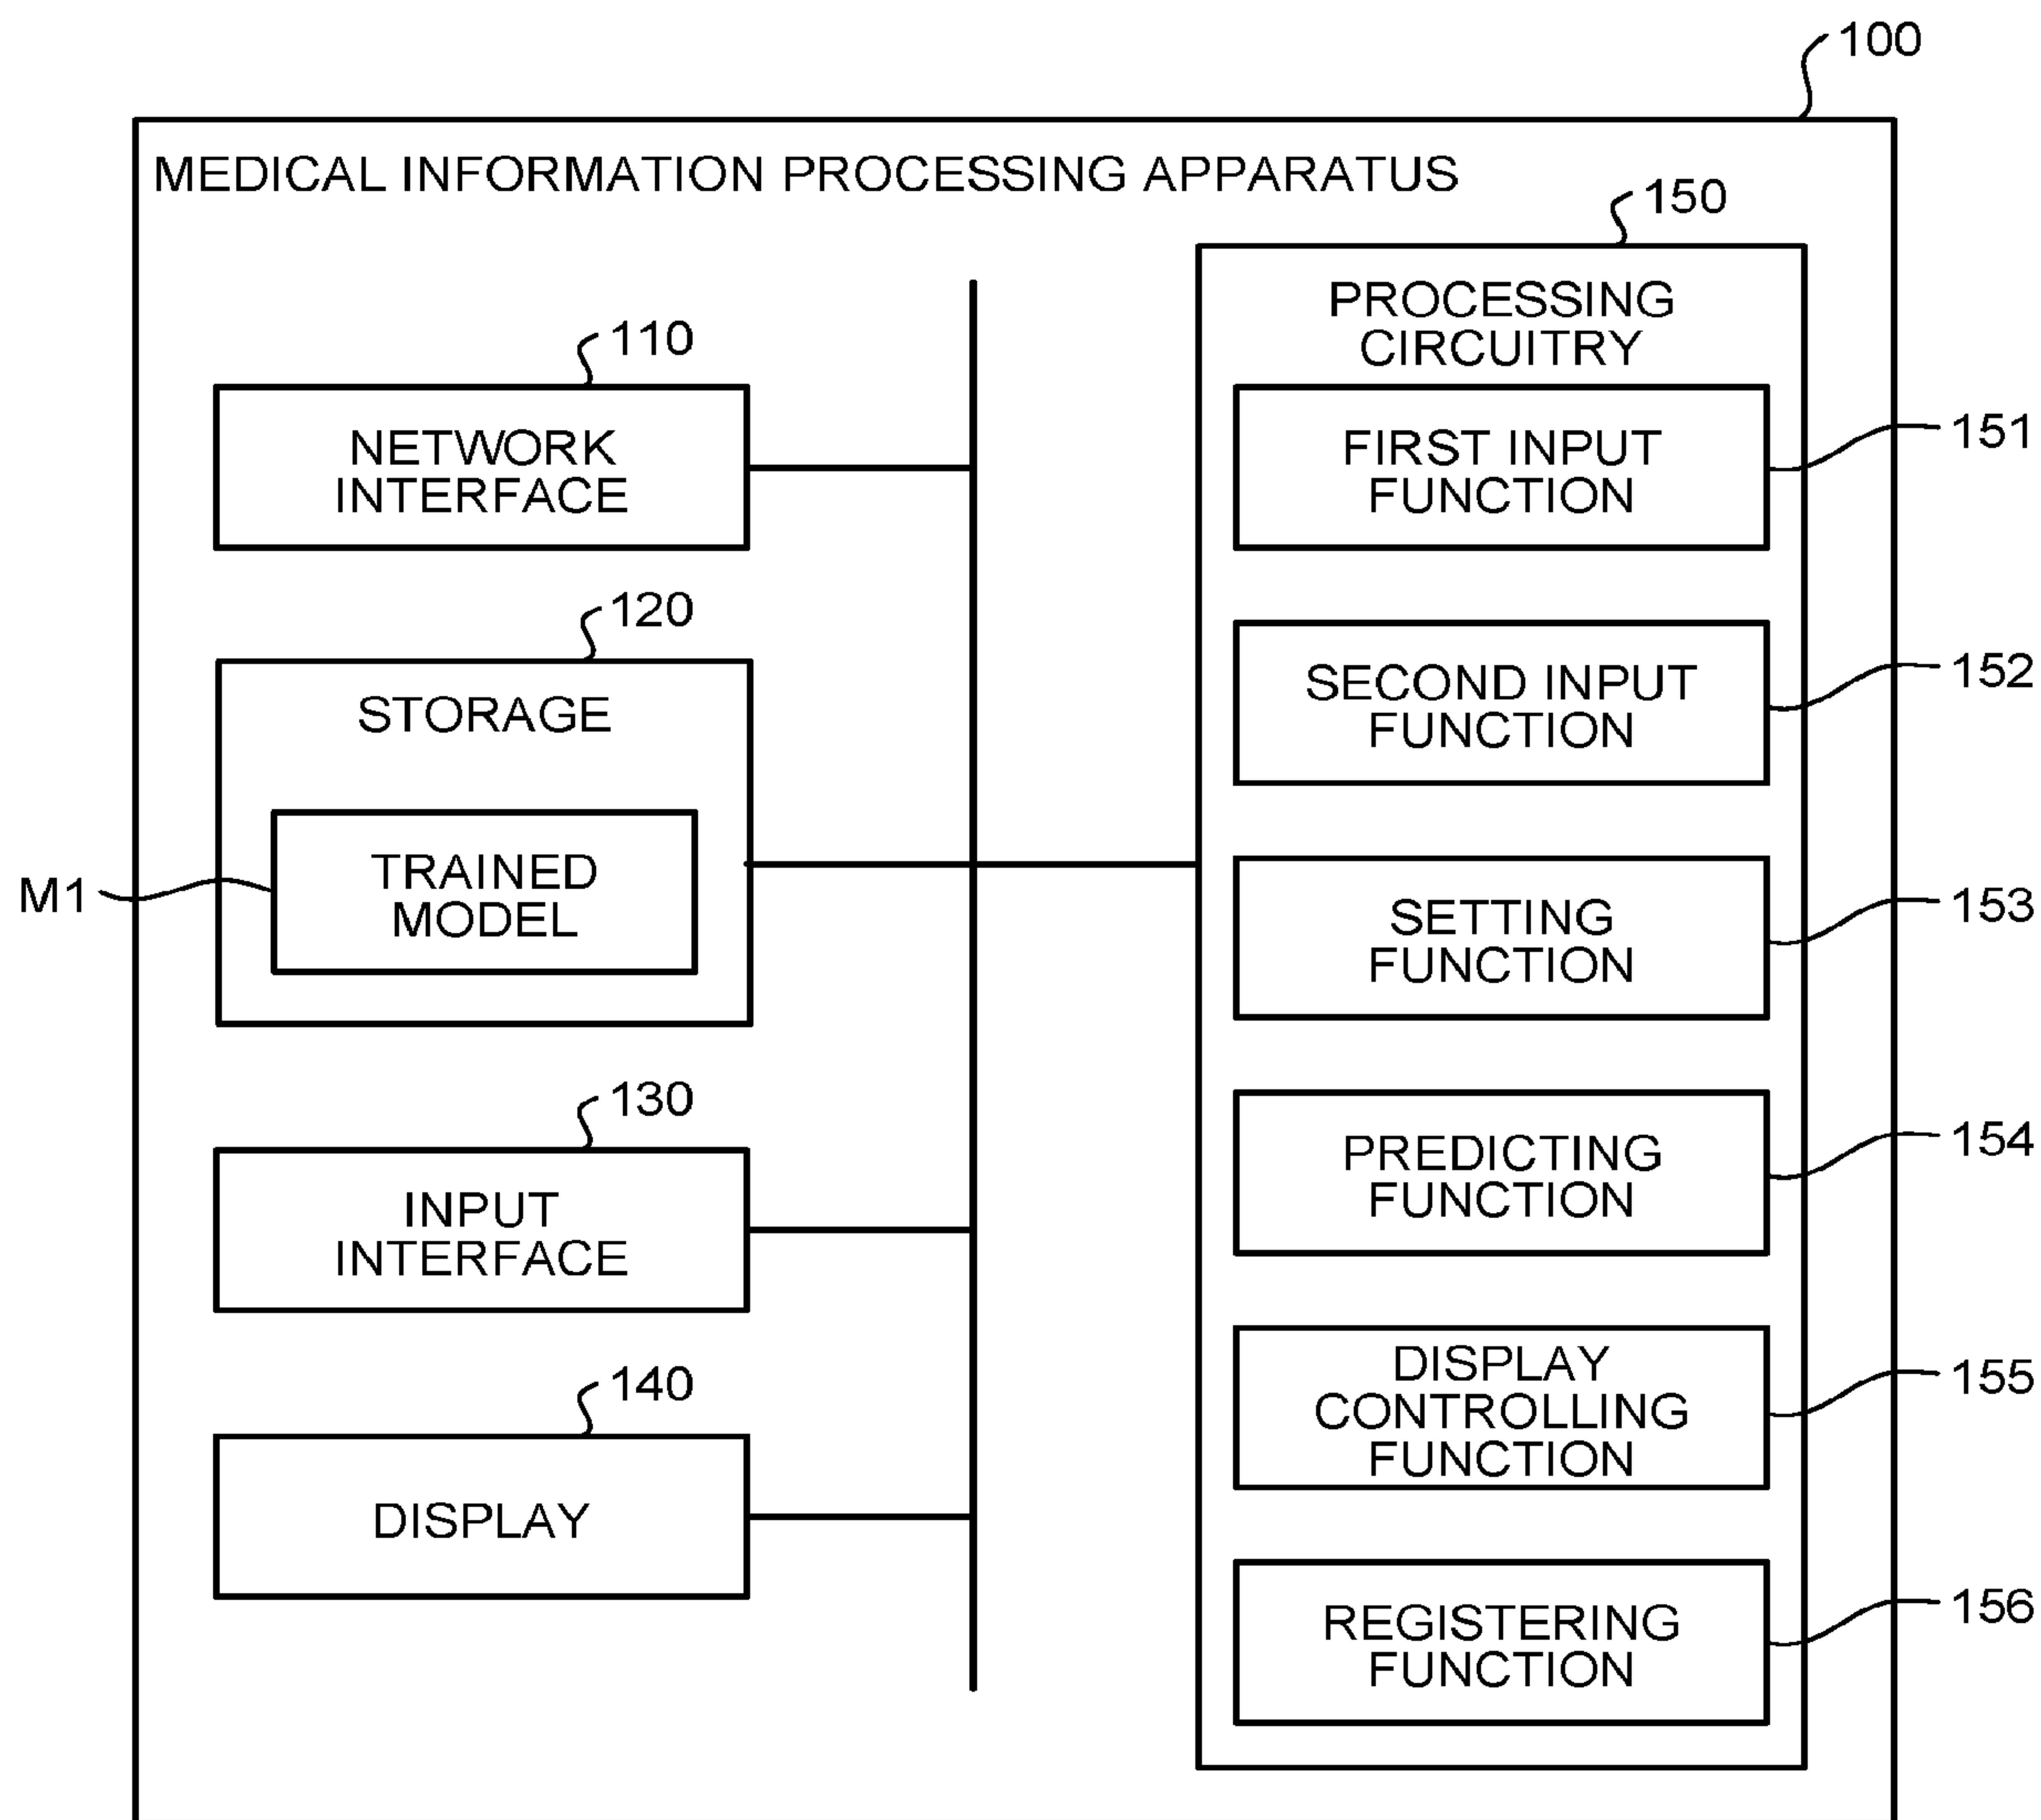 100
MEDICAL INFORMATION PROCESSING APPARATUS
110
NETWORK
INTERFACE
120
STORAGE
M1
TRAINED
MODEL
130
INPUT
INTERFACE
140
DISPLAY
150
PROCESSING
CIRCUITRY
FIRST INPUT
FUNCTION
151
SECOND INPUT
FUNCTION
152
SETTING
FUNCTION
153
PREDICTING
FUNCTION
154
DISPLAY
CONTROLLING
FUNCTION
155
REGISTERING
FUNCTION
156